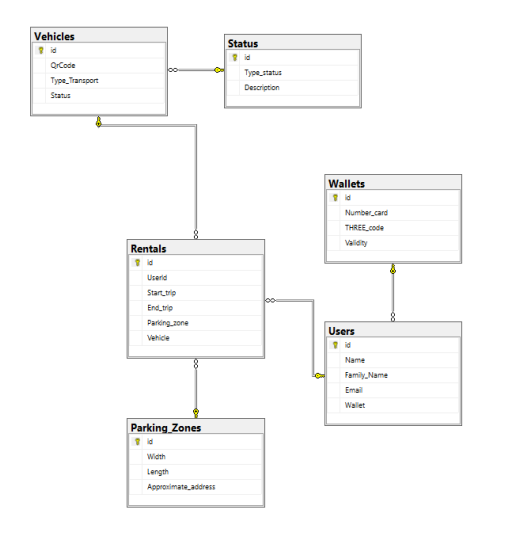 Vehicles
id
QrCode
Type_Transport
Status
Status
id
Type_status
Description
Wallets
id
Number_card
THREE_code
Validity
Rentals
id
UserId
Start_trip
End_trip
Parking_zone
Vehicle
Users
id
Name
Family_Name
Email
Wallet
Parking_Zones
id
Width
Length
Approximate_address